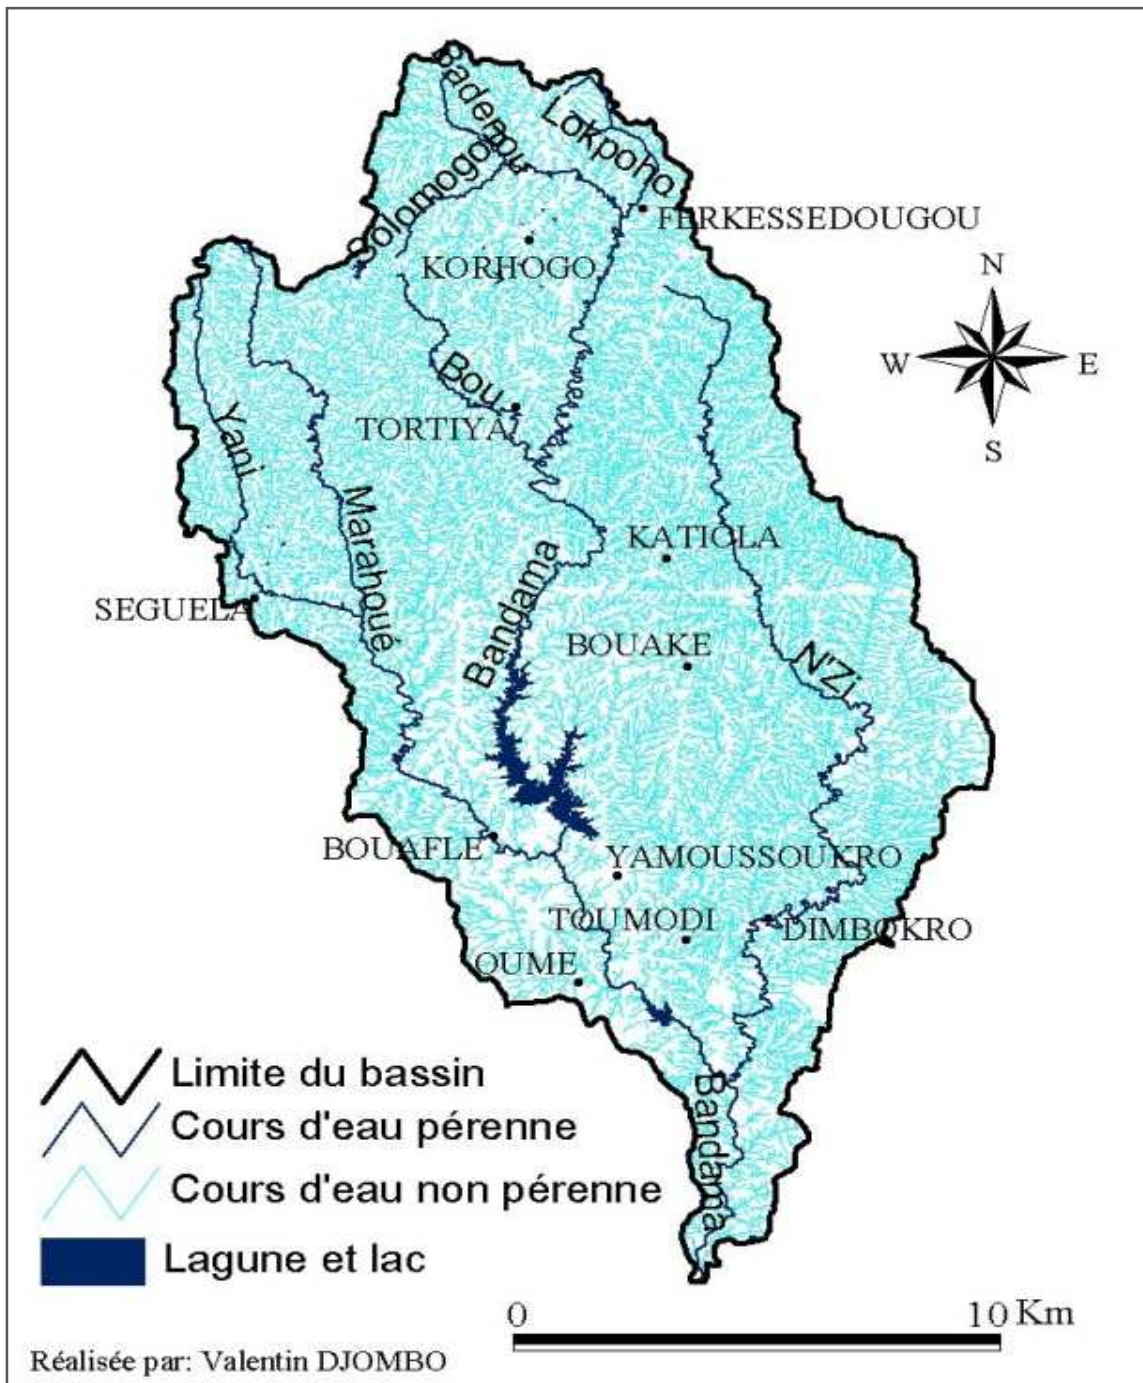 Badenou
Lokpoho
Solomogo
FERKESSEDOUGOU
KORHOGO
N
W
E
S
Bou
TORTIYA
Yani
Marahoué
KATIOLA
Bandama
SEGUELA
BOUAKE
N'Zi
BOUAFLE
YAMOUSSOUKRO
TOUMODI
DIMBOKRO
OUME
Bandama
Limite du bassin
Cours d'eau pérenne
Cours d'eau non pérenne
Lagune et lac
0 10 Km
Réalisée par: Valentin DJOMBO